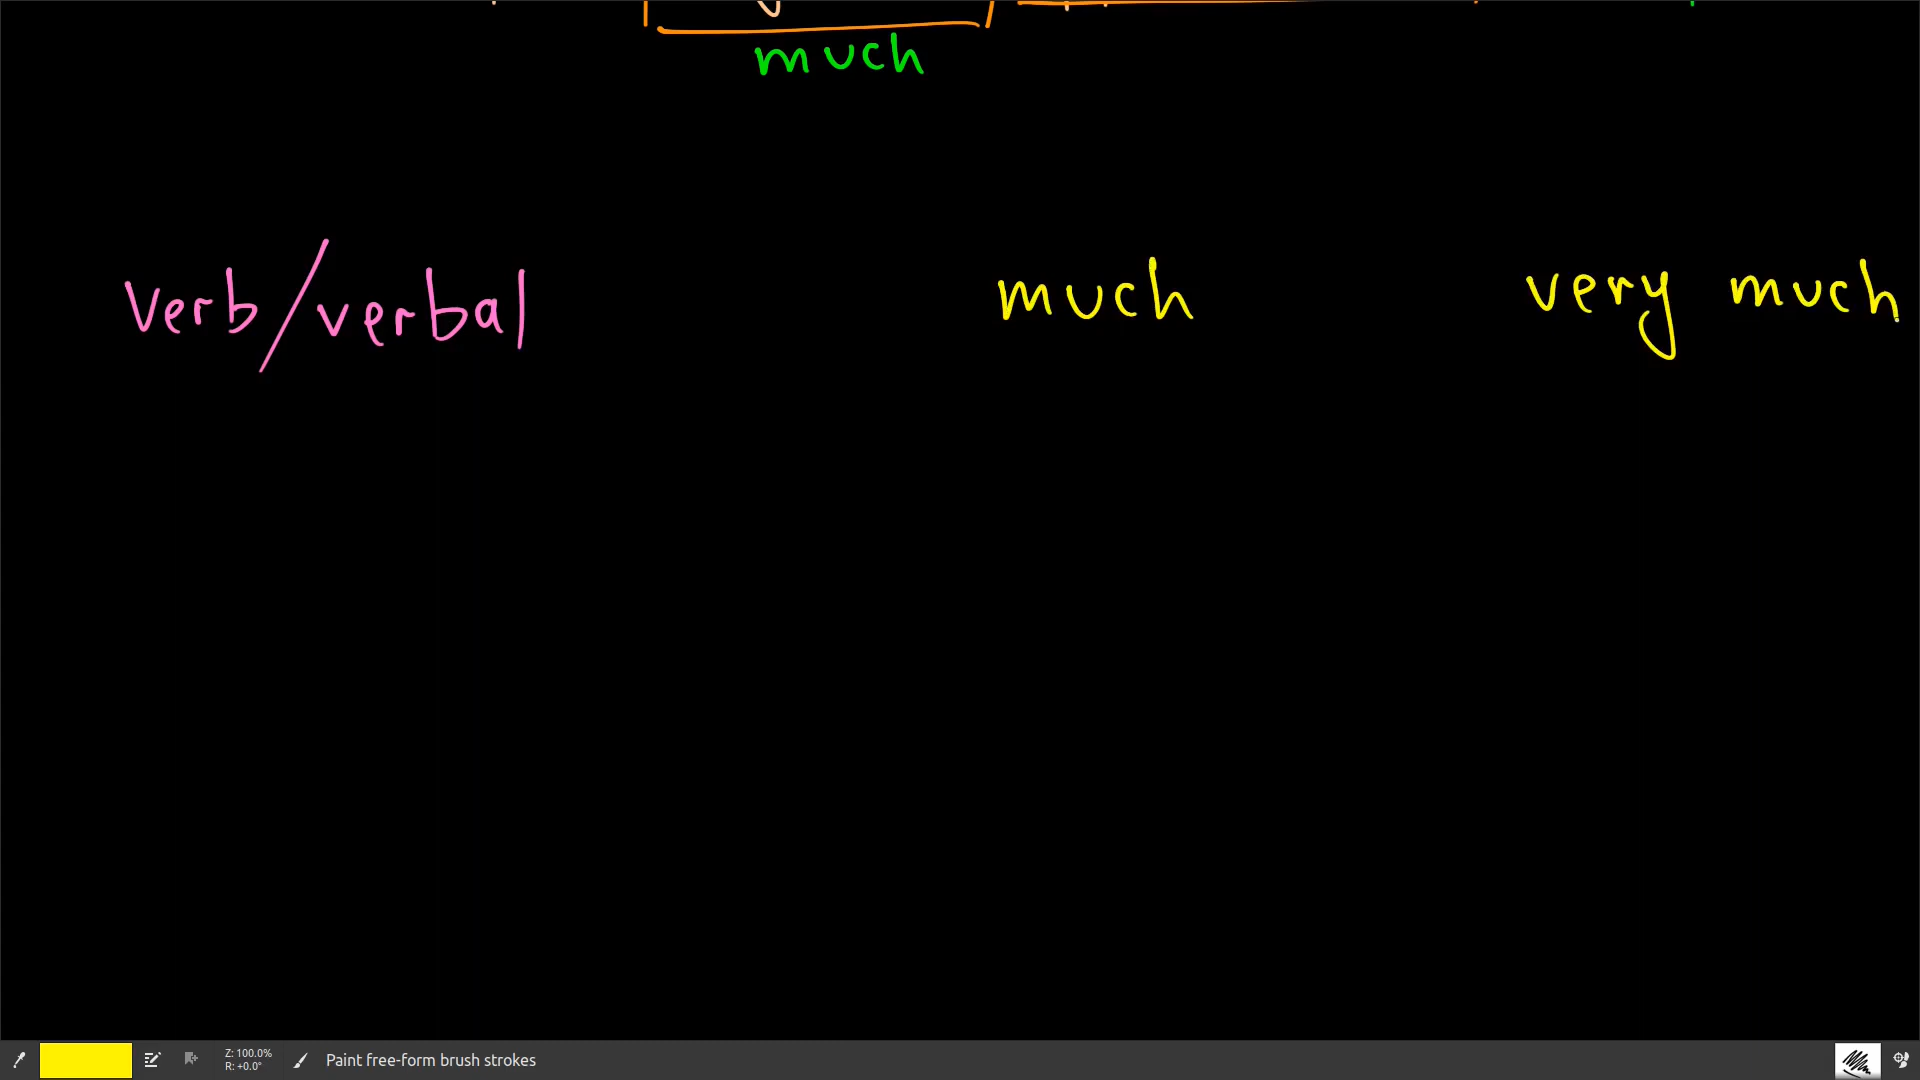 much
verb/verbal much very much
Z: 100.0%
R: +0.0°
Paint free-form brush strokes